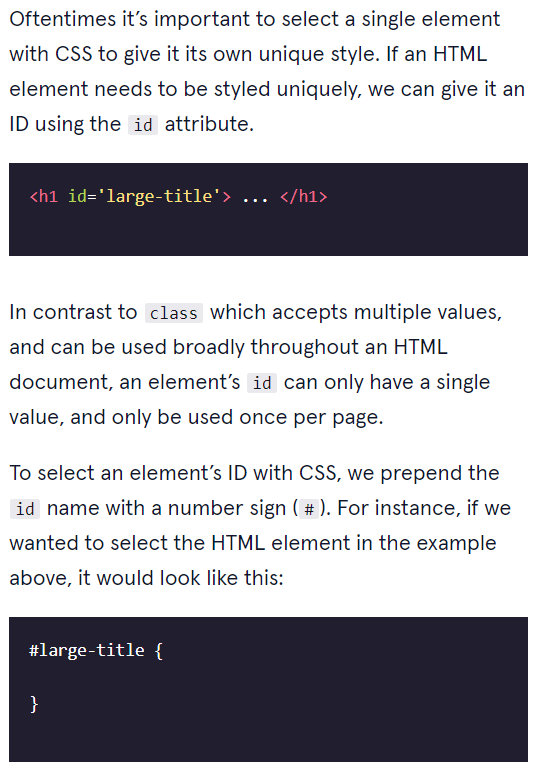 Oftentimes it’s important to select a single element
with CSS to give it its own unique style. If an HTML
element needs to be styled uniquely, we can give it an
ID using the id attribute.
<h1 id='large-title'> ... </h1>
In contrast to class which accepts multiple values,
and can be used broadly throughout an HTML
document, an element’s id can only have a single
value, and only be used once per page.
To select an element’s ID with CSS, we prepend the
id name with a number sign (#). For instance, if we
wanted to select the HTML element in the example
above, it would look like this:
#large-title {
}